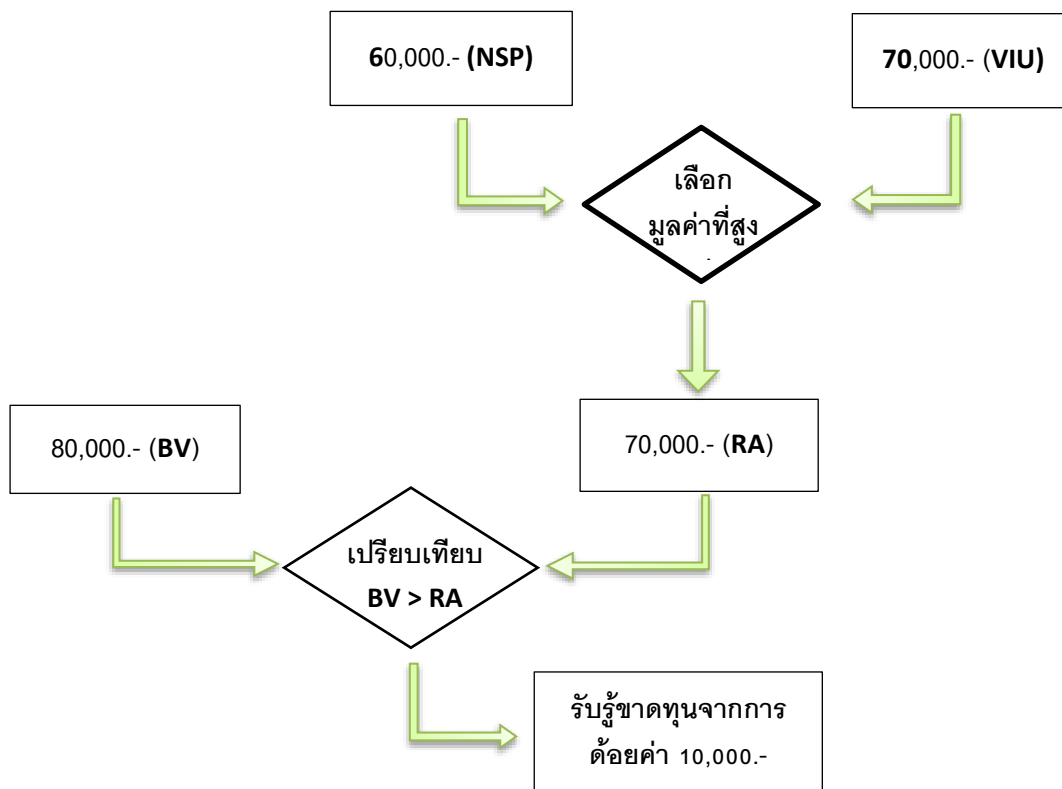 60,000.- (NSP)
70,000.- (VIU)
เลือก
มูลค่าที่สูง
80,000.- (BV)
70,000.- (RA)
เปรียบเทียบ
BV > RA
รับรู้ขาดทุนจากการ
ด้อยค่า 10,000.-